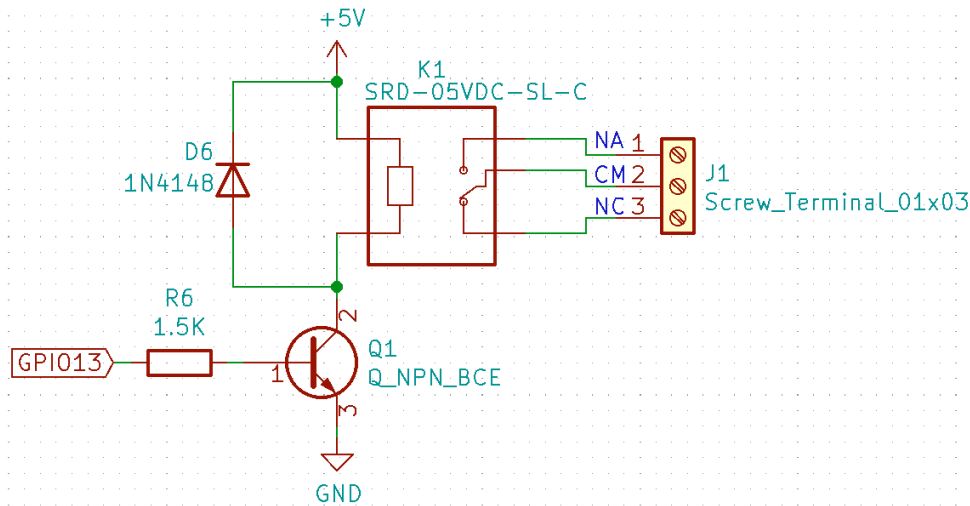 +5V
K1
SRD-05VDC-SL-C
D6
1N4148
NA 1
CM 2
NC 3
J1
Screw_Terminal_01x03
R6
1.5K
GPIO13
1
2
Q1
Q_NPN_BCE
3
GND